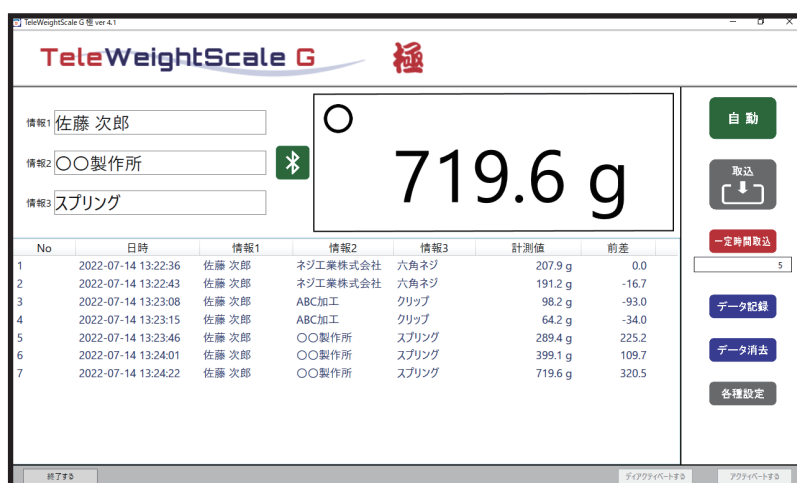 TeleWeightScale G 極 ver 4.1
TeleWeightScale G 極
情報1 佐藤 次郎
情報2 〇〇製作所
情報3 スプリング
○
719.6 g
自動
取込
一定時間取込
5
データ記録
データ消去
各種設定
No 日時 情報1 情報2 情報3 計測値 前差
1 2022-07-14 13:22:36 佐藤 次郎 ネジ工業株式会社 六角ネジ 207.9 g 0.0
2 2022-07-14 13:22:43 佐藤 次郎 ネジ工業株式会社 六角ネジ 191.2 g -16.7
3 2022-07-14 13:23:08 佐藤 次郎 ABC加工 クリップ 98.2 g -93.0
4 2022-07-14 13:23:15 佐藤 次郎 ABC加工 クリップ 64.2 g -34.0
5 2022-07-14 13:23:46 佐藤 次郎 〇〇製作所 スプリング 289.4 g 225.2
6 2022-07-14 13:24:01 佐藤 次郎 〇〇製作所 スプリング 399.1 g 109.7
7 2022-07-14 13:24:22 佐藤 次郎 〇〇製作所 スプリング 719.6 g 320.5
終了する ディアクティベートする アクティベートする